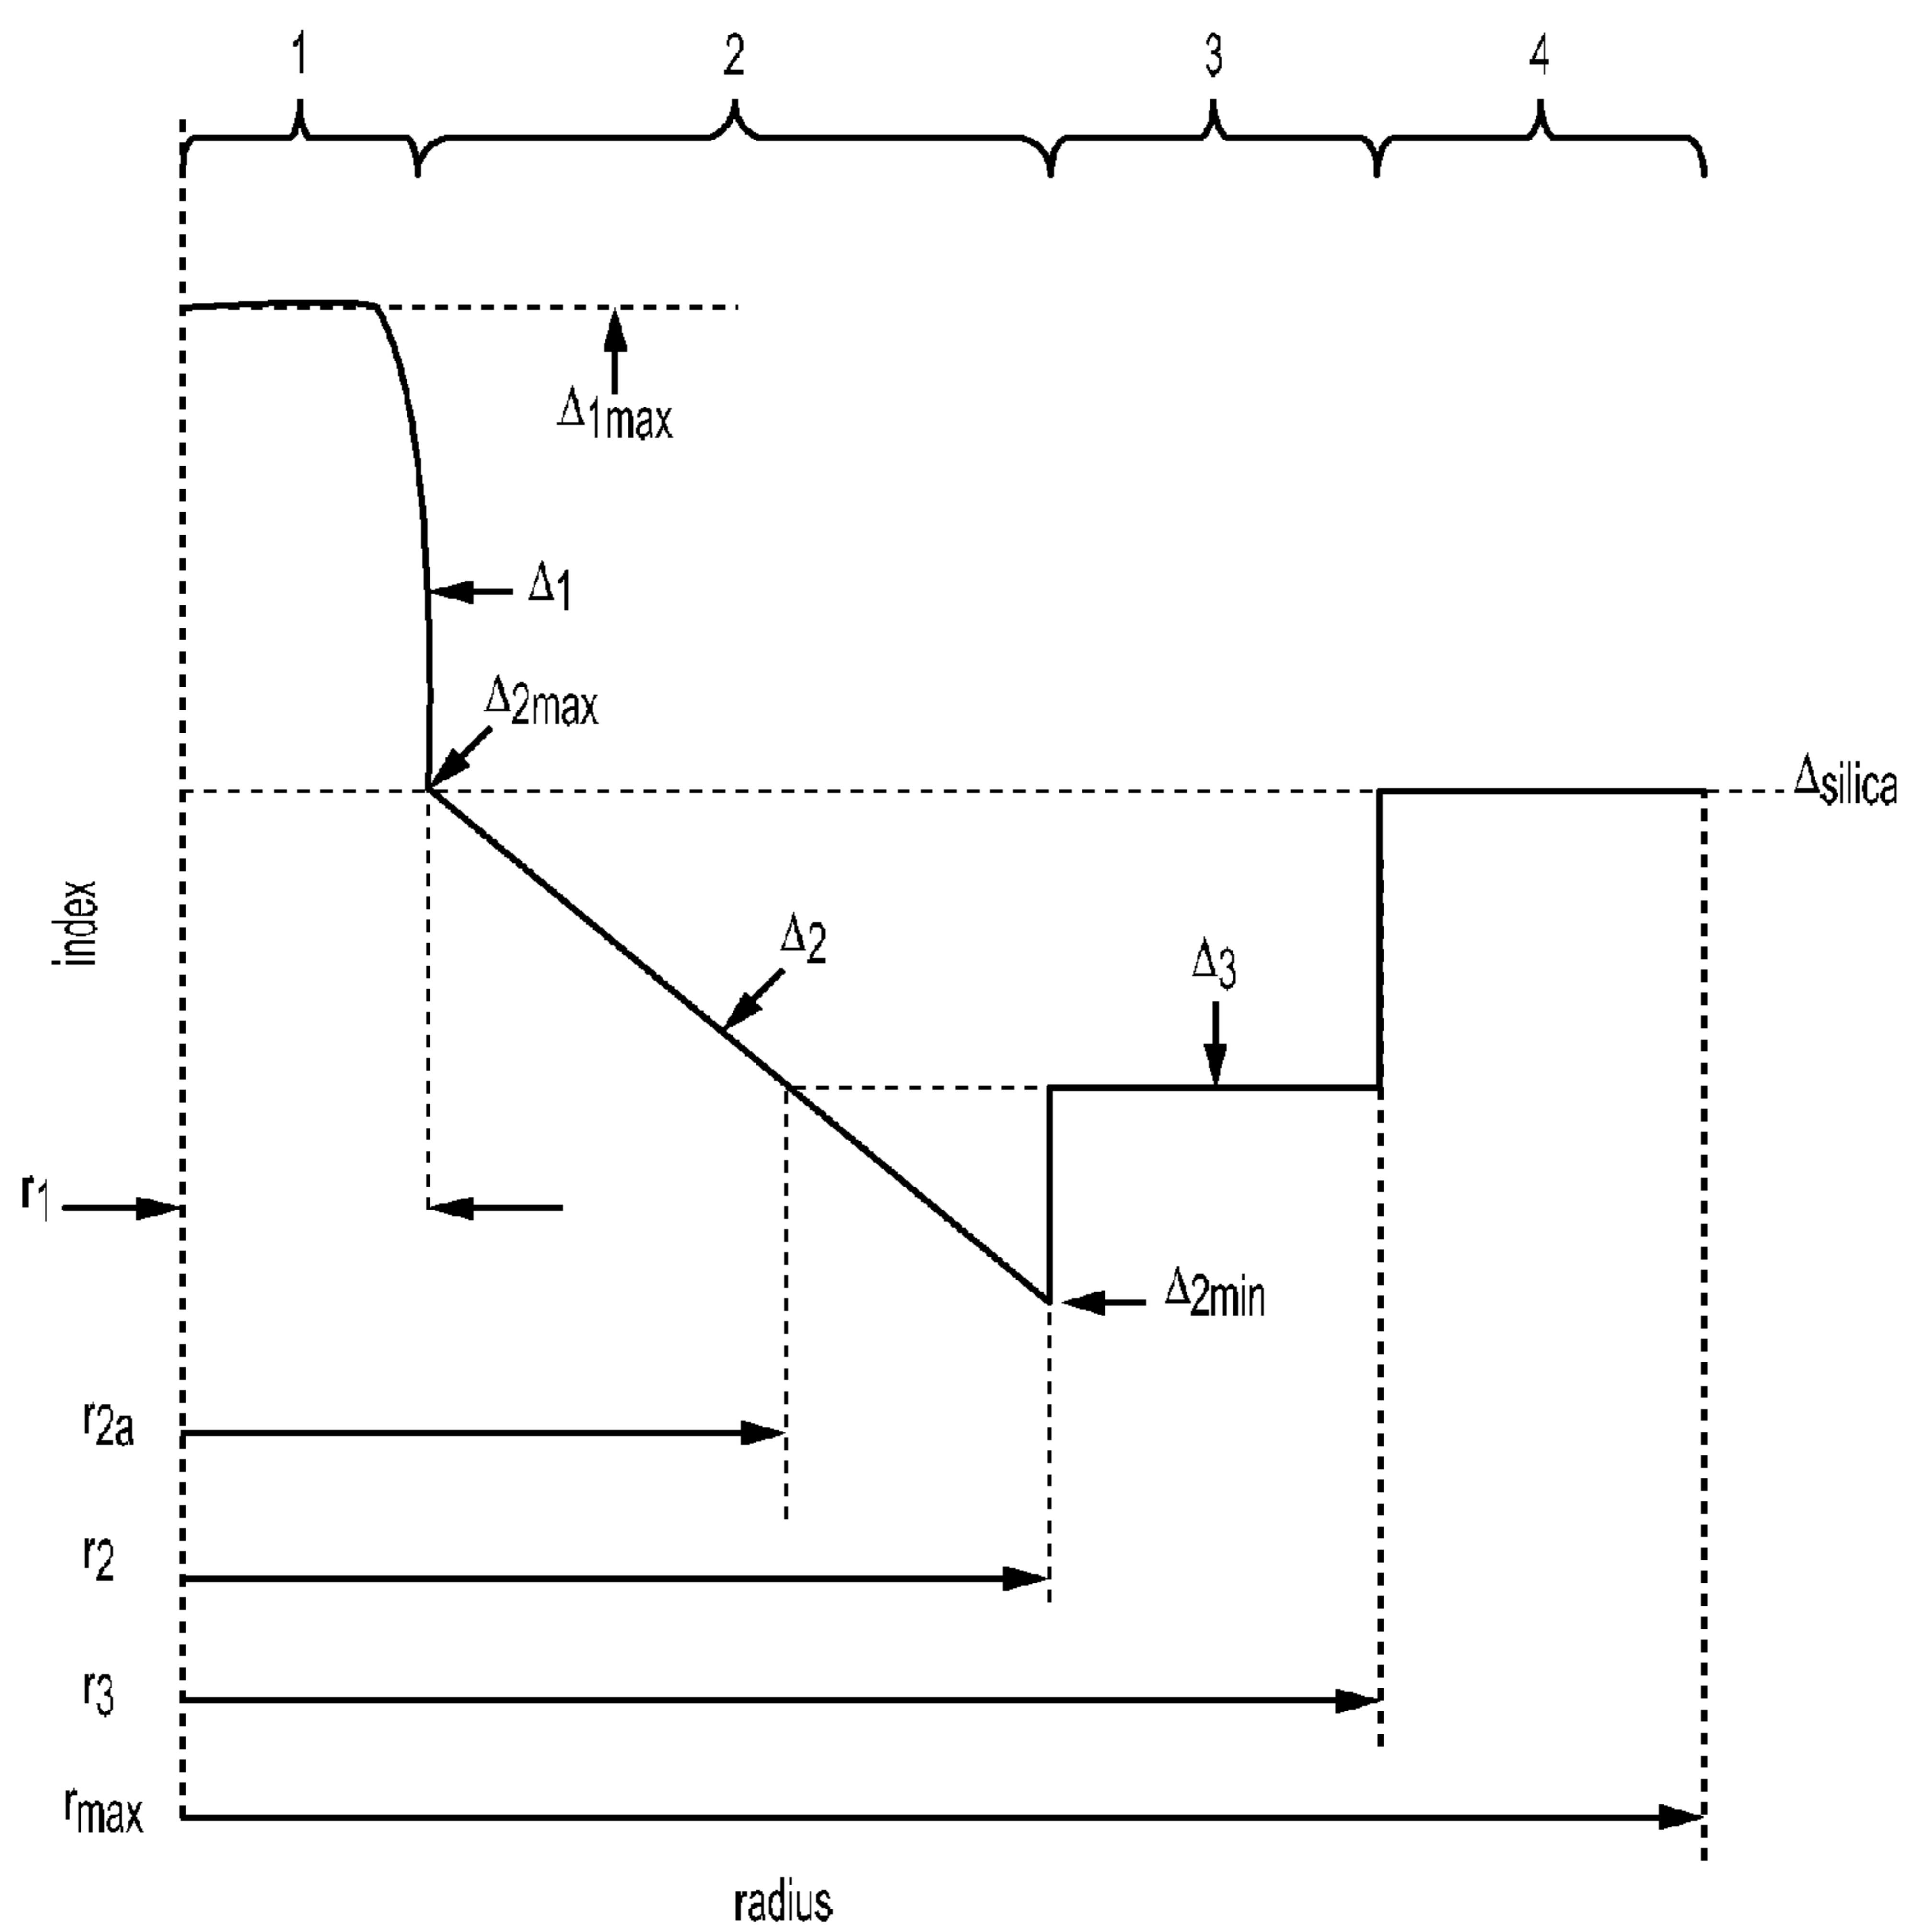 1 2 3 4
Δ1max
Δ1
Δ2max
Δsilica
index
Δ2
Δ3
r1
Δ2min
r2a
r2
r3
rmax
radius